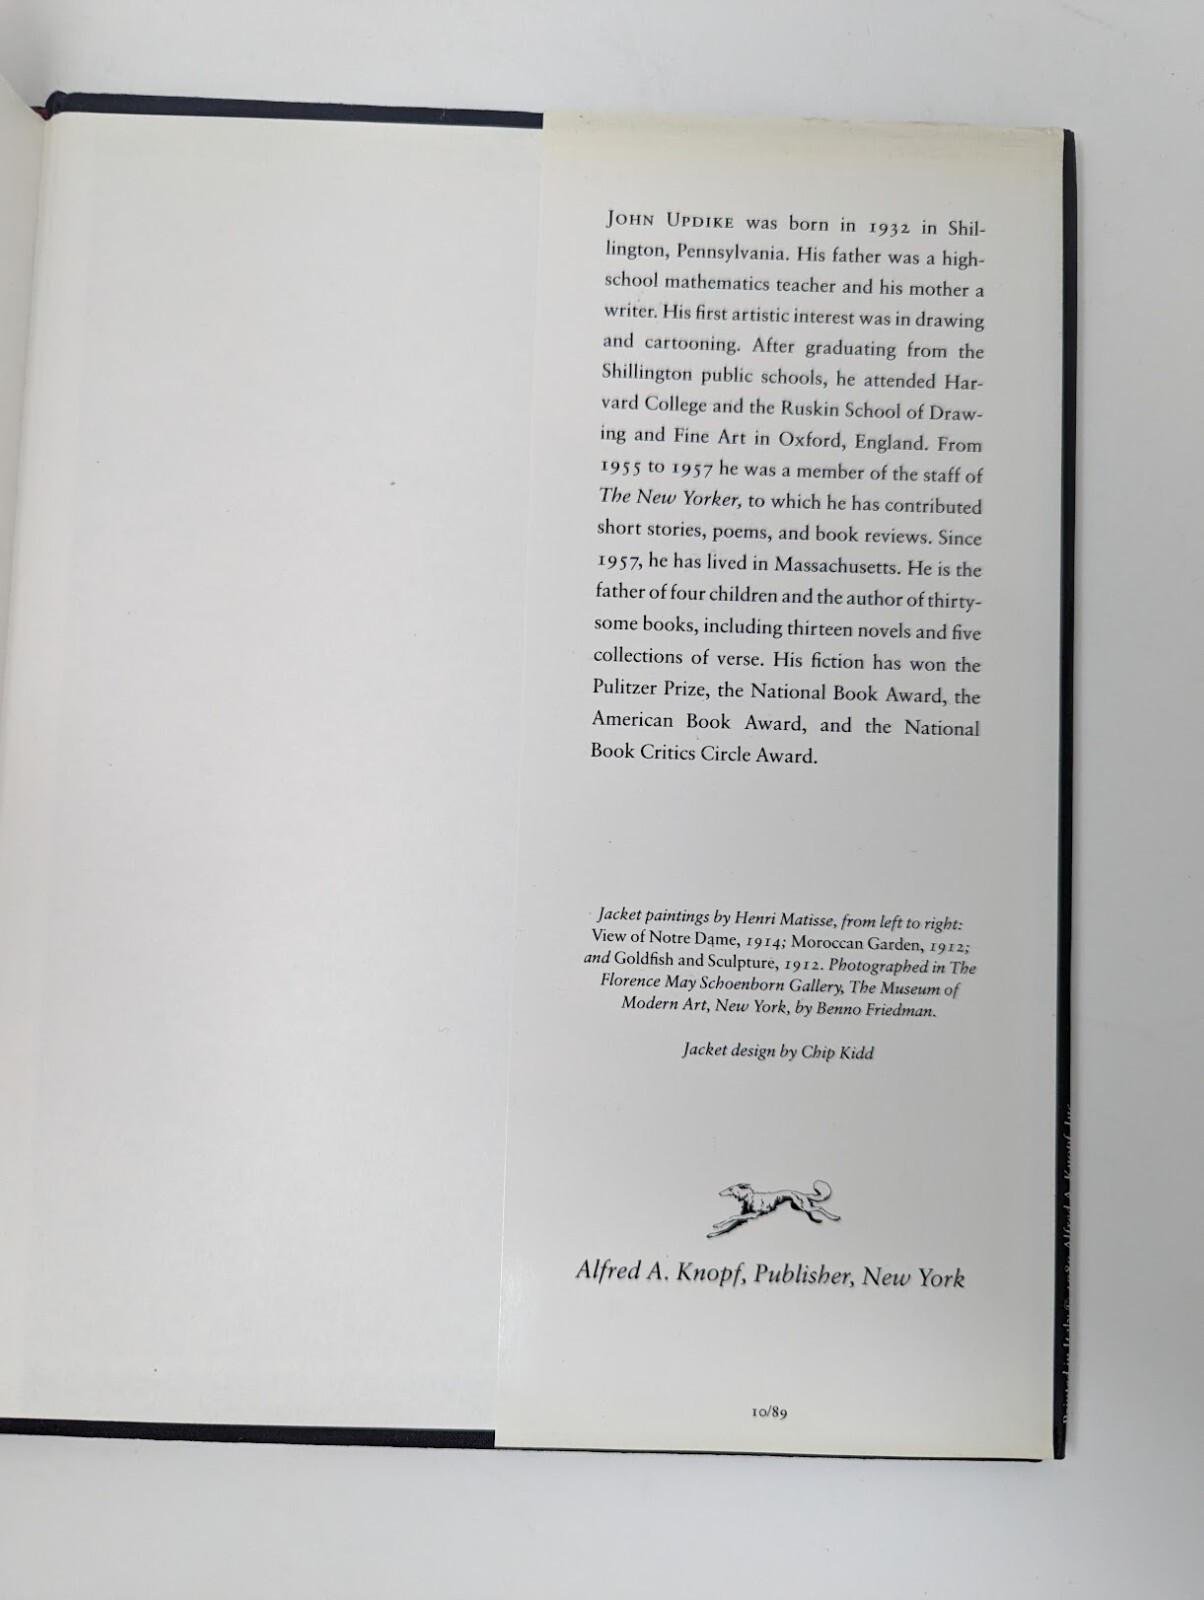 JOHN UPDIKE was born in 1932 in Shil-
lington, Pennsylvania. His father was a high-
school mathematics teacher and his mother a
writer. His first artistic interest was in drawing
and cartooning. After graduating from the
Shillington public schools, he attended Har-
vard College and the Ruskin School of Draw-
ing and Fine Art in Oxford, England. From
1955 to 1957 he was a member of the staff of
The New Yorker, to which he has contributed
short stories, poems, and book reviews. Since
1957, he has lived in Massachusetts. He is the
father of four children and the author of thirty-
some books, including thirteen novels and five
collections of verse. His fiction has won the
Pulitzer Prize, the National Book Award, the
American Book Award, and the National
Book Critics Circle Award.
Jacket paintings by Henri Matisse, from left to right:
View of Notre Dame, 1914; Moroccan Garden, 1912;
and Goldfish and Sculpture, 1912. Photographed in The
Florence May Schoenborn Gallery, The Museum of
Modern Art, New York, by Benno Friedman.
Jacket design by Chip Kidd
Alfred A. Knopf, Publisher, New York
10/89